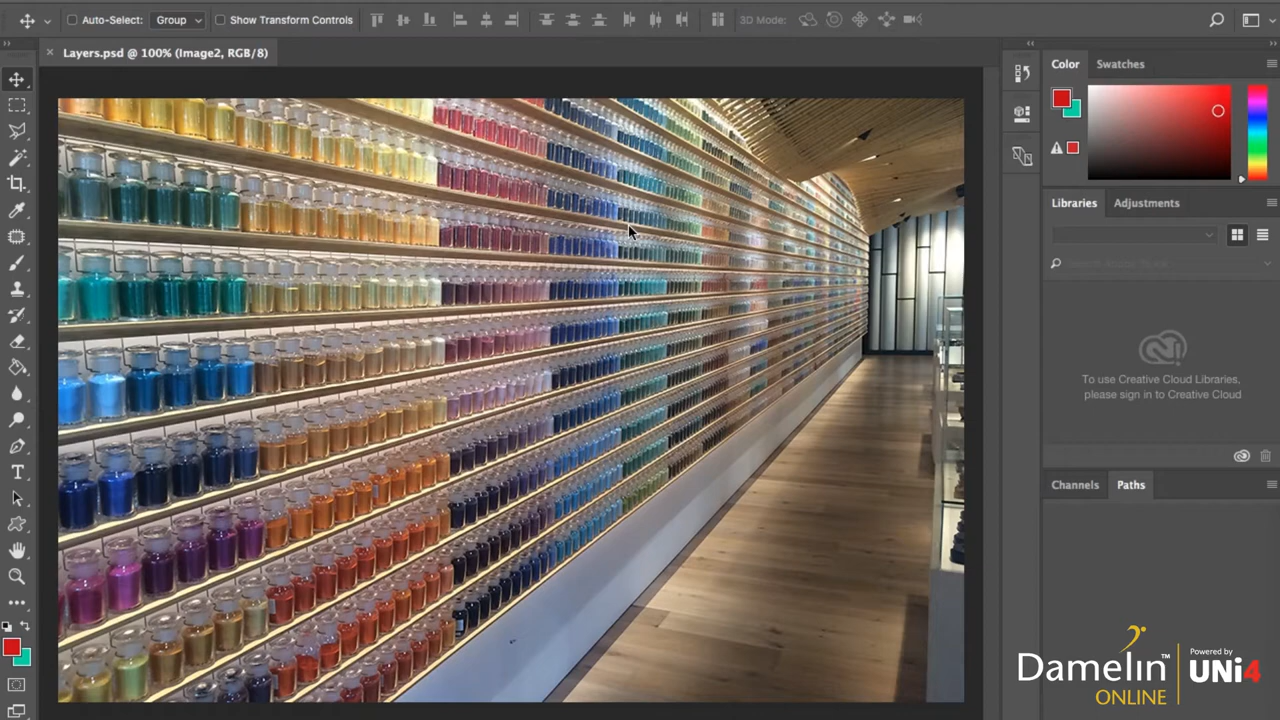 Auto-Select:
Group
Show Transform Controls
3D Mode:
Layers.psd @ 100% (Image2, RGB/8)
Color
Swatches
Libraries
Adjustments
To use Creative Cloud Libraries,
please sign in to Creative Cloud
Channels
Paths
Damelin™
ONLINE
Powered by
UNi4